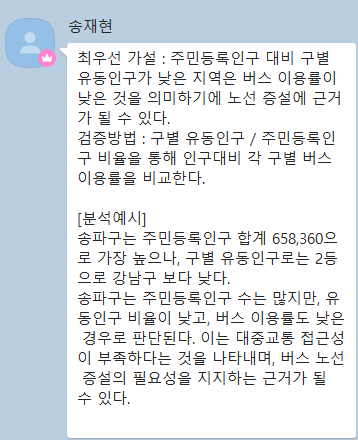 송재현
최우선 가설 : 주민등록인구 대비 구별
유동인구가 낮은 지역은 버스 이용률이
낮은 것을 의미하기에 노선 증설에 근거
가 될 수 있다.
검증방법 : 구별 유동인구 / 주민등록인
구 비율을 통해 인구대비 각 구별 버스
이용률을 비교한다.
[분석예시]
송파구는 주민등록인구 합계 658,360으
로 가장 높으나, 구별 유동인구로는 2등
으로 강남구 보다 낮다.
송파구는 주민등록인구 수는 많지만, 유
동인구 비율이 낮고, 버스 이용률도 낮은
경우로 판단된다. 이는 대중교통 접근성
이 부족하다는 것을 나타내며, 버스 노선
증설의 필요성을 지지하는 근거가 될
수 있다.